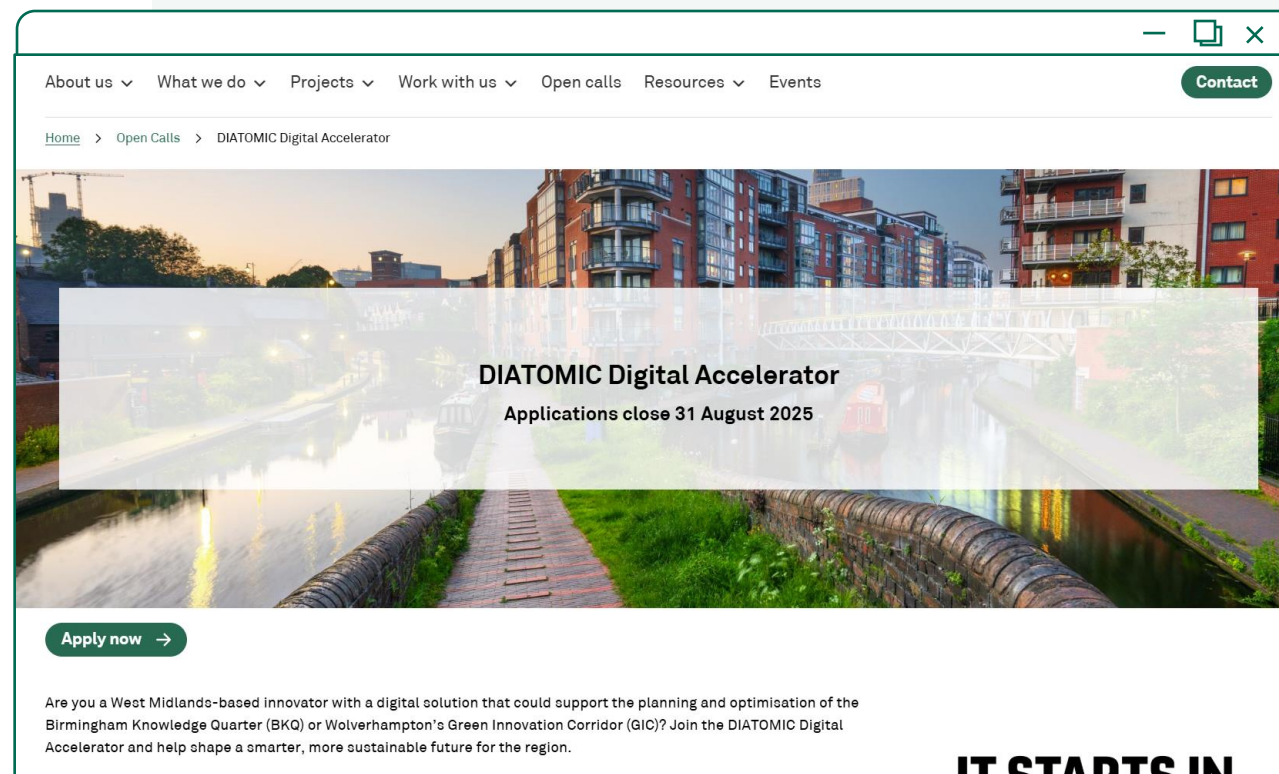 About us What we do Projects Work with us Open calls Resources Events Contact
Home > Open Calls > DIATOMIC Digital Accelerator
DIATOMIC Digital Accelerator
Applications close 31 August 2025
Apply now →
Are you a West Midlands-based innovator with a digital solution that could support the planning and optimisation of the
Birmingham Knowledge Quarter (BKQ) or Wolverhampton's Green Innovation Corridor (GIC)? Join the DIATOMIC Digital
Accelerator and help shape a smarter, more sustainable future for the region.
IT STARTS IN